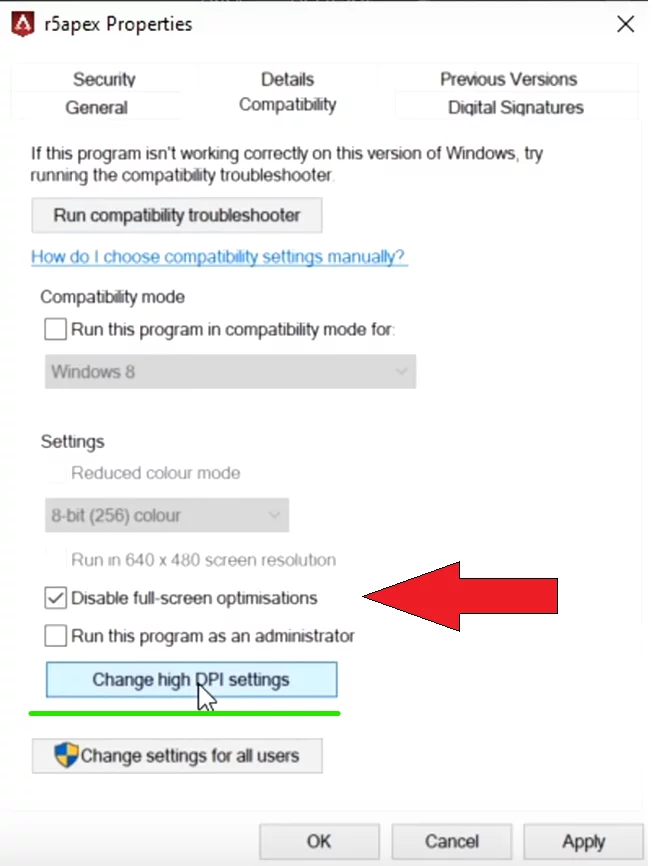 r5apex Properties
Security
Details
Previous Versions
General
Compatibility
Digital Signatures
If this program isn't working correctly on this version of Windows, try
running the compatibility troubleshooter.
Run compatibility troubleshooter
How do I choose compatibility settings manually?
Compatibility mode
Run this program in compatibility mode for:
Windows 8
Settings
Reduced colour mode
8-bit (256) colour
Run in 640 x 480 screen resolution
Disable full-screen optimisations
Run this program as an administrator
Change high DPI settings
Change settings for all users
OK
Cancel
Apply